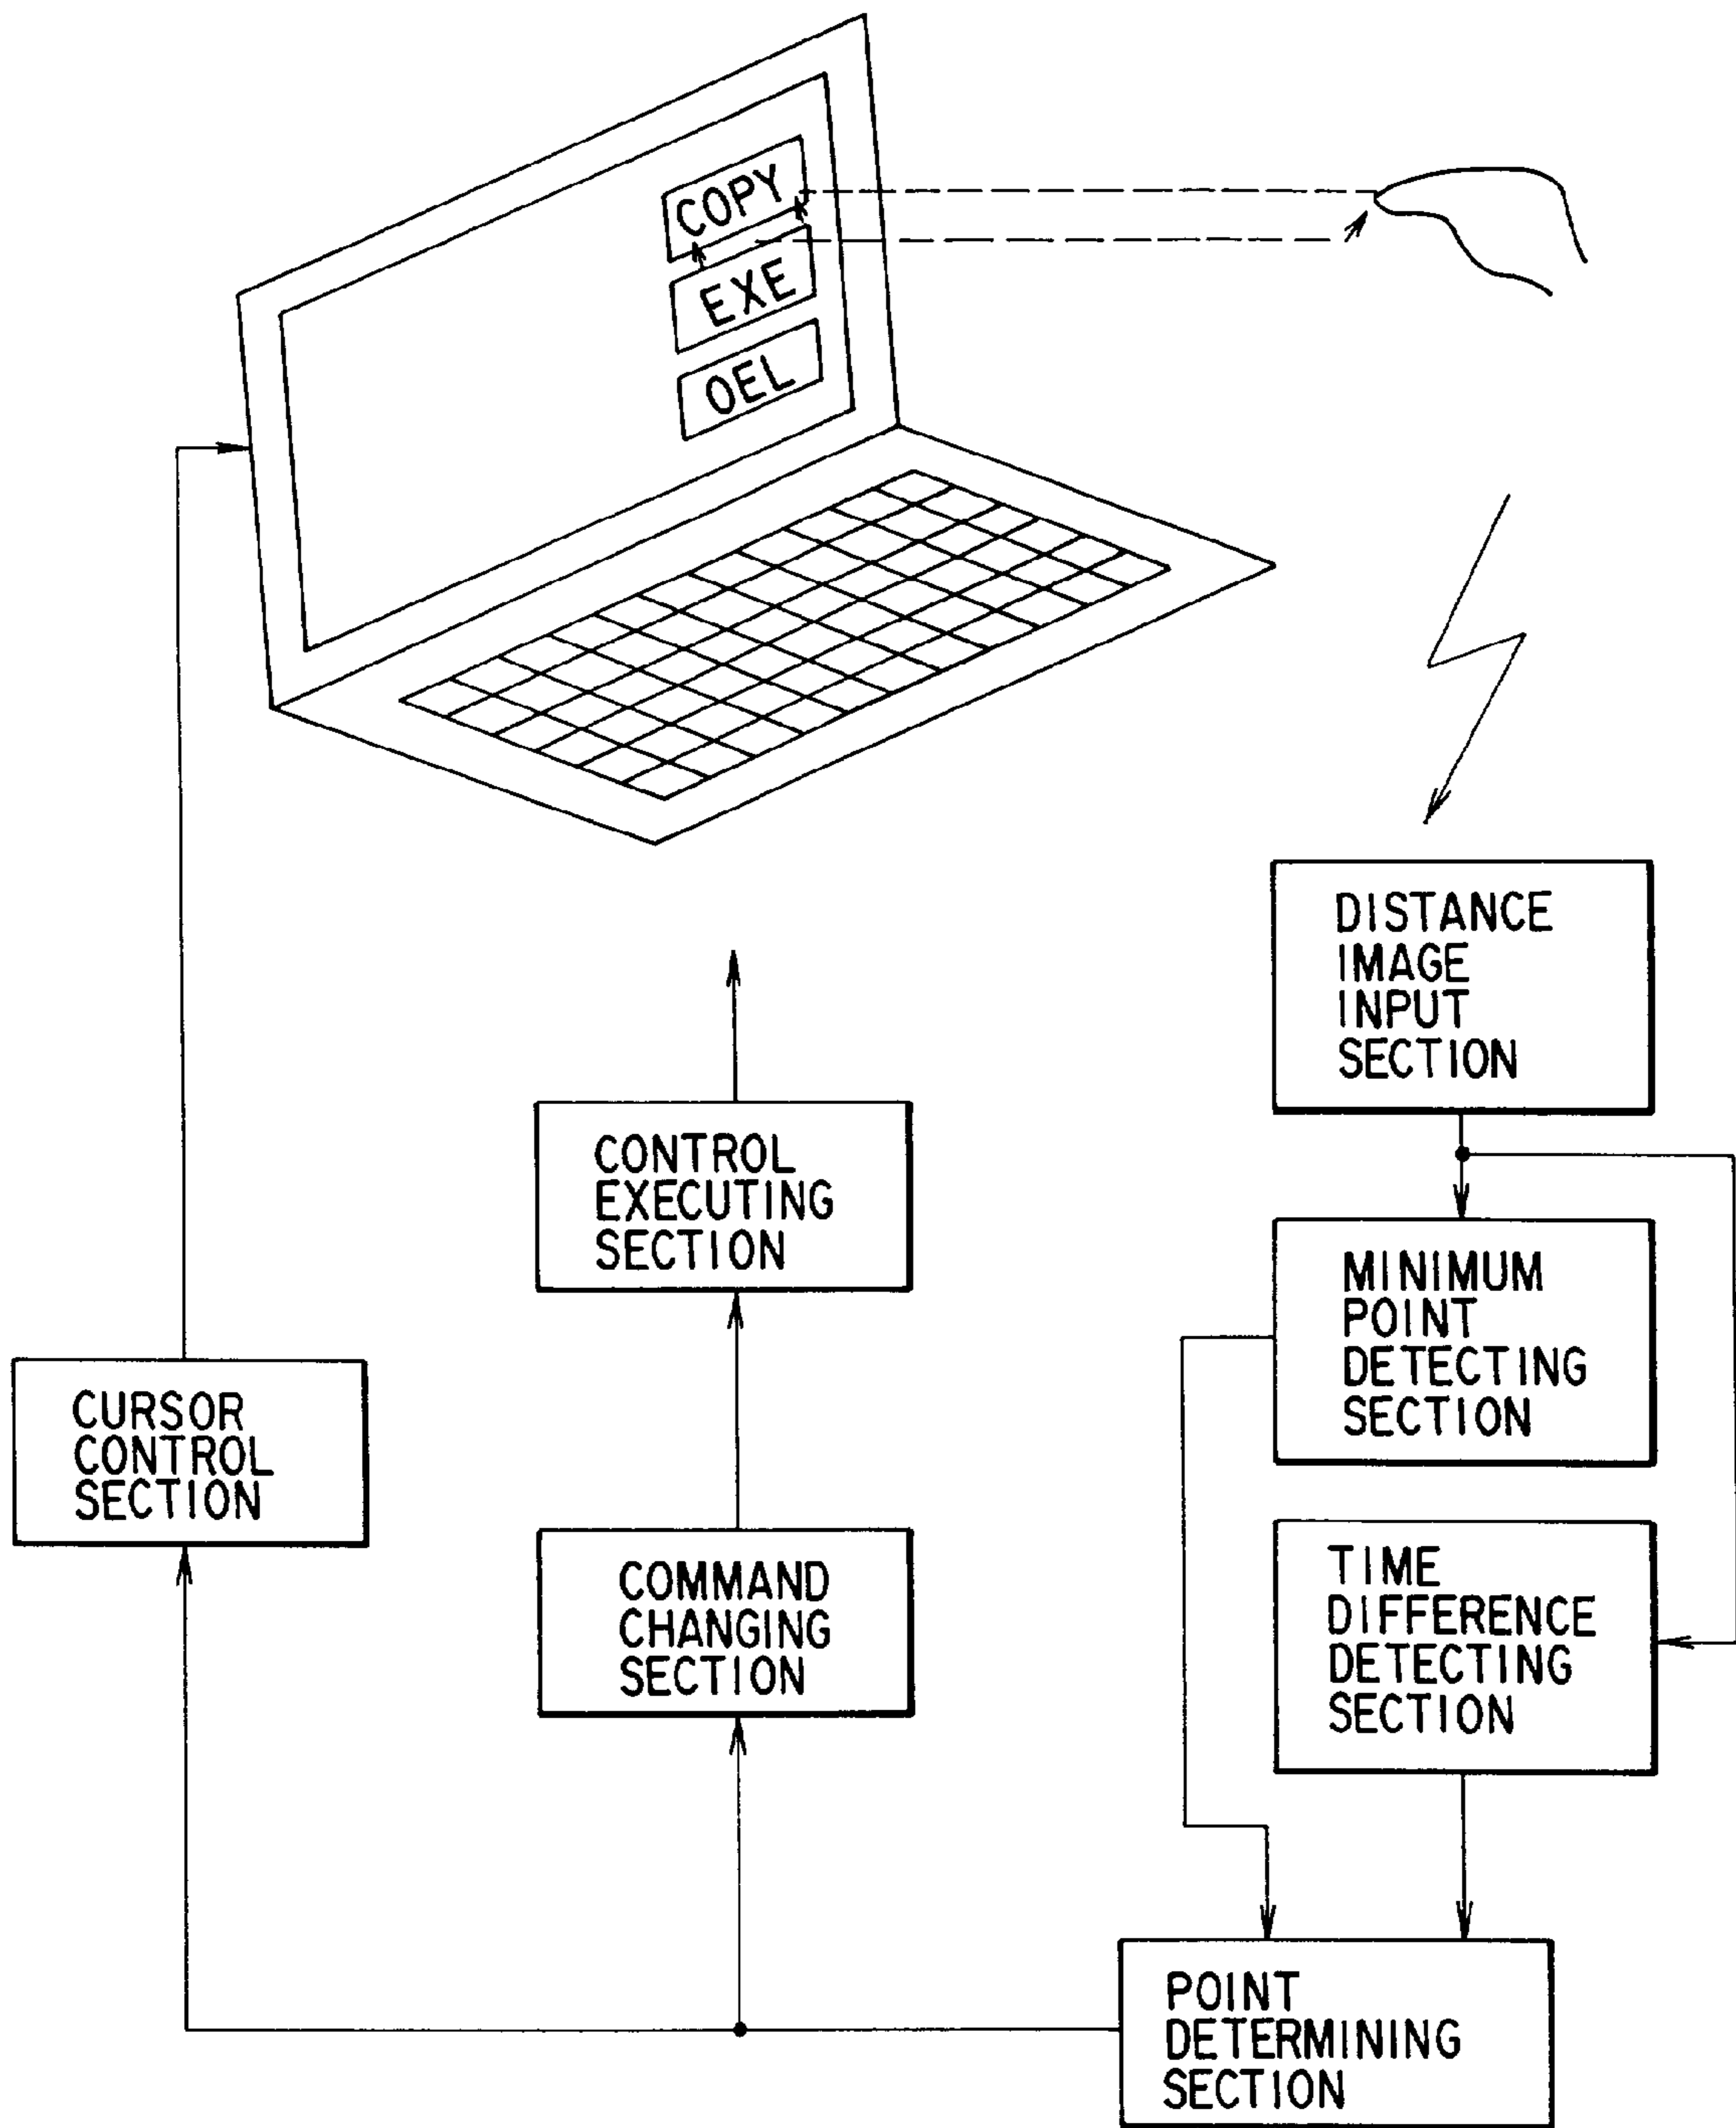 COPY
EXE
OEL
DISTANCE
IMAGE
INPUT
SECTION
CONTROL
EXECUTING
SECTION
MINIMUM
POINT
DETECTING
SECTION
CURSOR
CONTROL
SECTION
COMMAND
CHANGING
SECTION
TIME
DIFFERENCE
DETECTING
SECTION
POINT
DETERMINING
SECTION